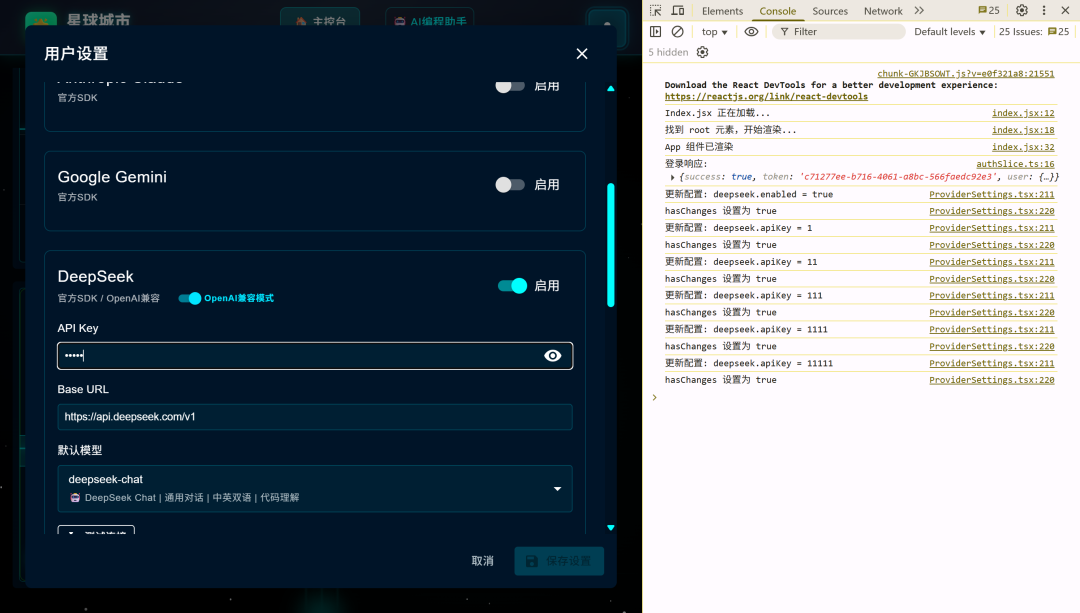 星球城市
主控台
AI编程助手
用户设置
Anthropic Claude
官方SDK
启用
Google Gemini
官方SDK
启用
DeepSeek
官方SDK / OpenAI兼容
OpenAI兼容模式
启用
API Key
•••••
Base URL
https://api.deepseek.com/v1
默认模型
deepseek-chat
DeepSeek Chat | 通用对话 | 中英双语 | 代码理解
测试连接
取消
保存设置
Elements
Console
Sources
Network
25
top
Filter
Default levels
25 Issues:
25
5 hidden
chunk-GKJBSOWT.js?v=e0f321a8:21551
Download the React DevTools for a better development experience:
https://reactjs.org/link/react-devtools
Index.jsx 正在加载... index.jsx:12
找到 root 元素，开始渲染... index.jsx:18
App 组件已渲染 index.jsx:32
登录响应: authSlice.ts:16
{success: true, token: 'c71277ee-b716-4061-a8bc-566faedc92e3', user: {…}}
更新配置: deepseek.enabled = true ProviderSettings.tsx:211
hasChanges 设置为 true ProviderSettings.tsx:220
更新配置: deepseek.apiKey = 1 ProviderSettings.tsx:211
hasChanges 设置为 true ProviderSettings.tsx:220
更新配置: deepseek.apiKey = 11 ProviderSettings.tsx:211
hasChanges 设置为 true ProviderSettings.tsx:220
更新配置: deepseek.apiKey = 111 ProviderSettings.tsx:211
hasChanges 设置为 true ProviderSettings.tsx:220
更新配置: deepseek.apiKey = 1111 ProviderSettings.tsx:211
hasChanges 设置为 true ProviderSettings.tsx:220
更新配置: deepseek.apiKey = 11111 ProviderSettings.tsx:211
hasChanges 设置为 true ProviderSettings.tsx:220